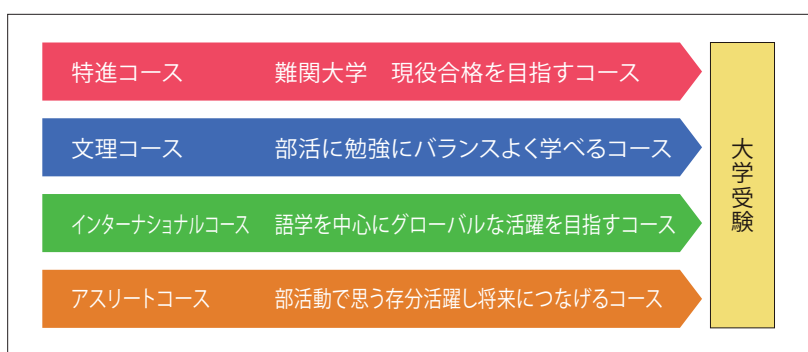 特進コース 難関大学 現役合格を目指すコース
文理コース 部活に勉強にバランスよく学べるコース
インターナショナルコース 語学を中心にグローバルな活躍を目指すコース
アスリートコース 部活動で思う存分活躍し将来につなげるコース
大学受験